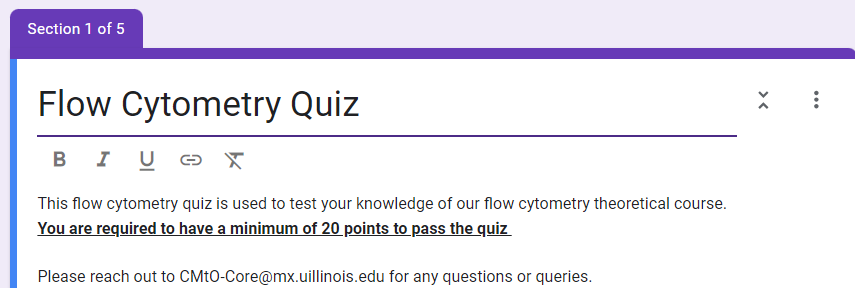 Section 1 of 5
Flow Cytometry Quiz
B I U
This flow cytometry quiz is used to test your knowledge of our flow cytometry theoretical course.
You are required to have a minimum of 20 points to pass the quiz
Please reach out to CMtO-Core@mx.uillinois.edu for any questions or queries.